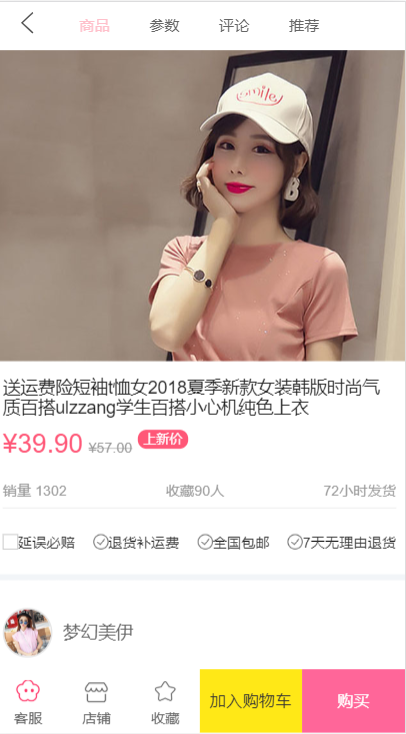 商品 参数 评论 推荐
smile
送运费险短袖t恤女2018夏季新款女装韩版时尚气
质百搭ulzzang学生百搭小心机纯色上衣
¥39.90 ¥57.00 上新价
销量 1302 收藏90人 72小时发货
延误必赔 退货补运费 全国包邮 7天无理由退货
梦幻美伊
客服 店铺 收藏 加入购物车 购买